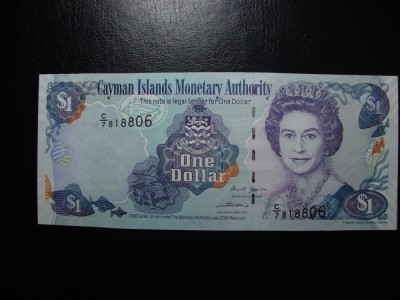 Cayman Islands Monetary Authority
This note is legal tender for One Dollar
$1
$1
C/7 818806
One
Dollar
C/7 818806
$1
$1